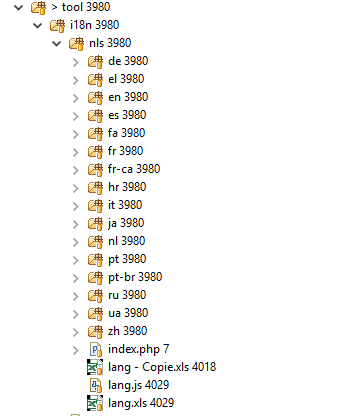 > tool 3980
i18n 3980
nls 3980
de 3980
el 3980
en 3980
es 3980
fa 3980
fr 3980
fr-ca 3980
hr 3980
it 3980
ja 3980
nl 3980
pt 3980
pt-br 3980
ru 3980
ua 3980
zh 3980
index.php 7
lang - Copie.xls 4018
lang.js 4029
lang.xls 4029